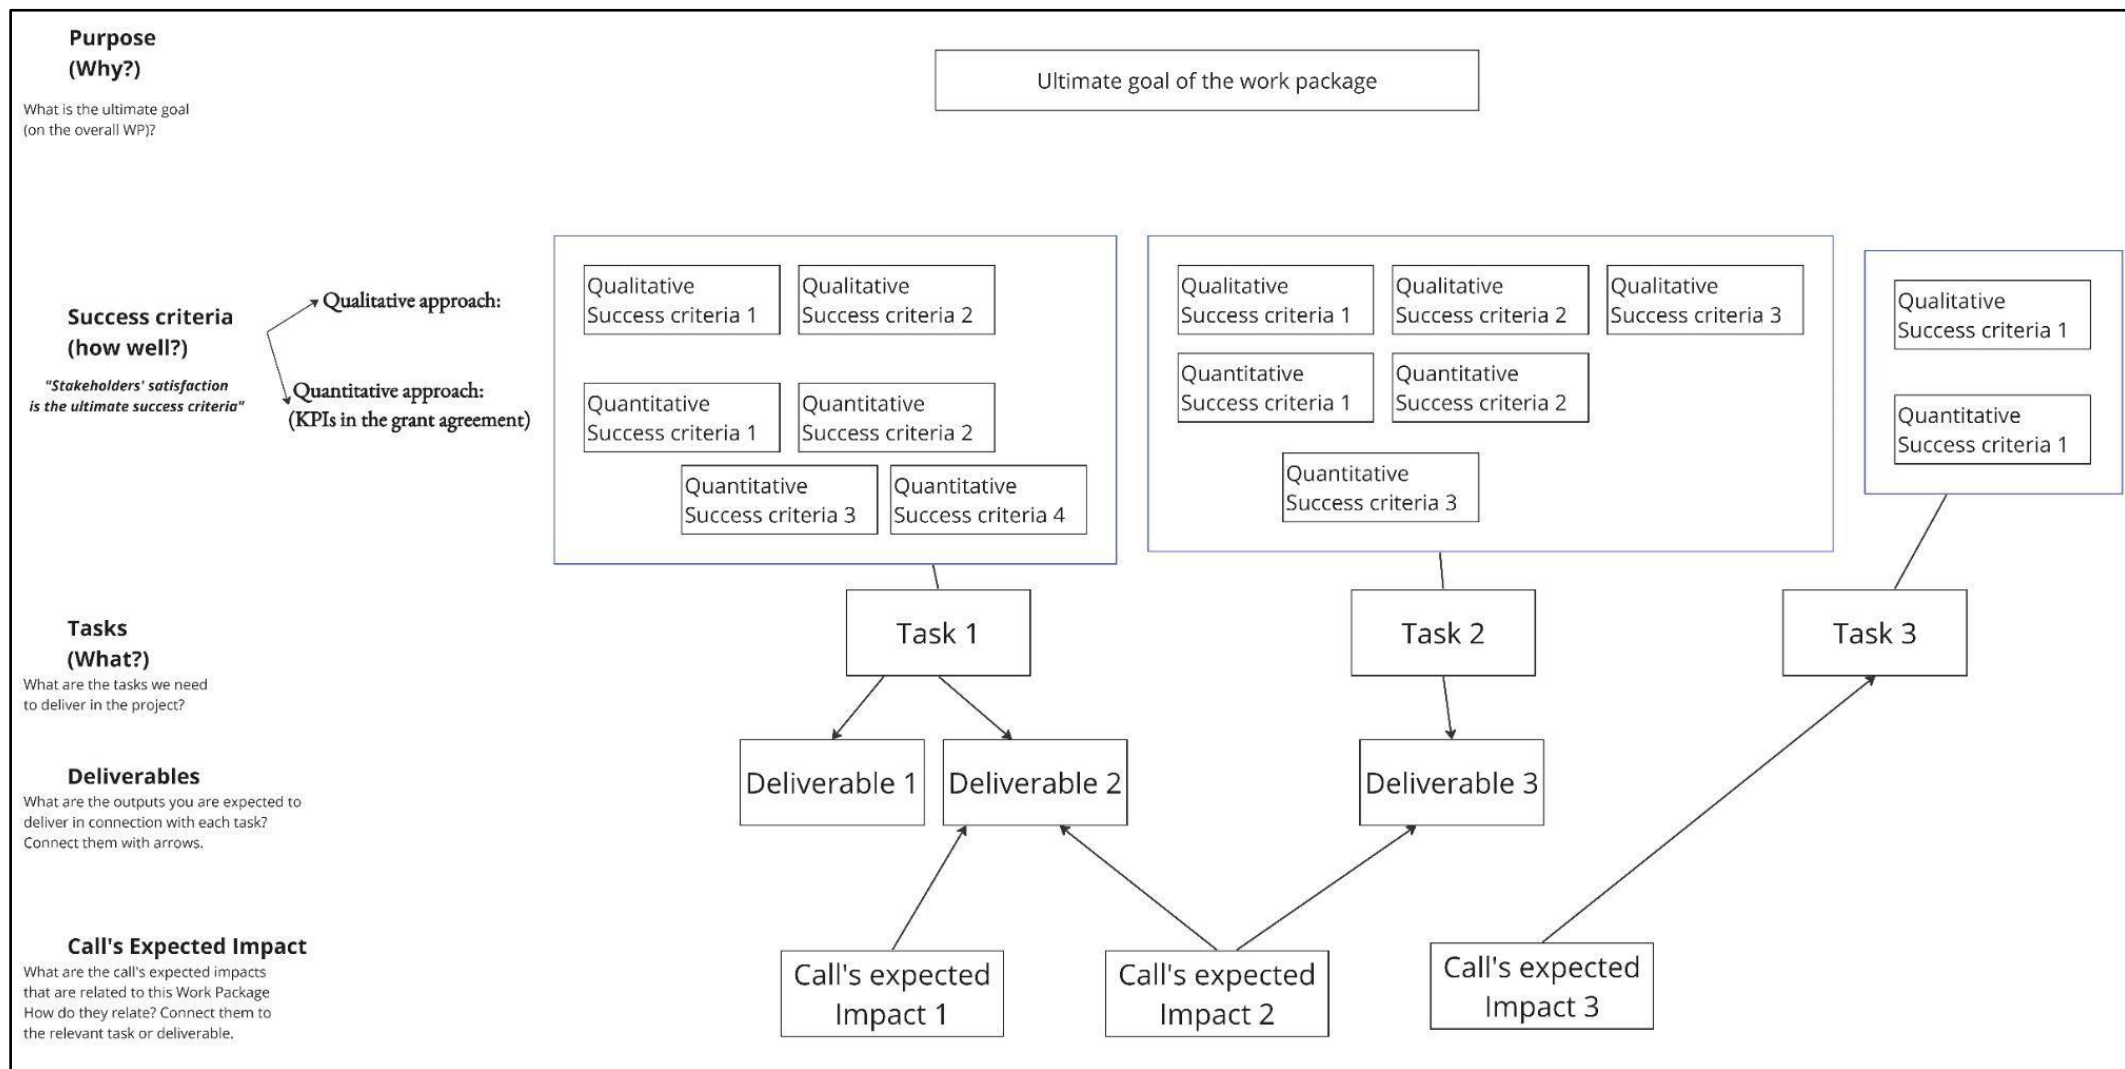 Purpose
(Why?)
What is the ultimate goal
(on the overall WP)?
Ultimate goal of the work package
Success criteria
(how well?)
"Stakeholders' satisfaction
is the ultimate success criteria"
Qualitative approach:
Quantitative approach:
(KPIs in the grant agreement)
Qualitative
Success criteria 1
Qualitative
Success criteria 2
Quantitative
Success criteria 1
Quantitative
Success criteria 2
Quantitative
Success criteria 3
Quantitative
Success criteria 4
Qualitative
Success criteria 1
Qualitative
Success criteria 2
Qualitative
Success criteria 3
Quantitative
Success criteria 1
Quantitative
Success criteria 2
Quantitative
Success criteria 3
Qualitative
Success criteria 1
Quantitative
Success criteria 1
Tasks
(What?)
What are the tasks we need
to deliver in the project?
Task 1
Task 2
Task 3
Deliverables
What are the outputs you are expected to
deliver in connection with each task?
Connect them with arrows.
Deliverable 1
Deliverable 2
Deliverable 3
Call's Expected Impact
What are the call's expected impacts
that are related to this Work Package
How do they relate? Connect them to
the relevant task or deliverable.
Call's expected
Impact 1
Call's expected
Impact 2
Call's expected
Impact 3